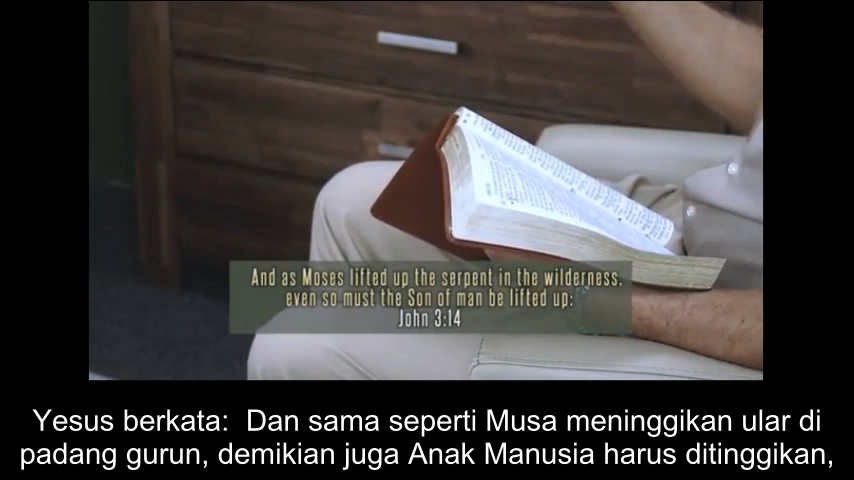 And as Moses lifted up the serpent in the wilderness,
even so must the Son of man be lifted up:
John 3:14
Yesus berkata:  Dan sama seperti Musa meninggikan ular di
padang gurun, demikian juga Anak Manusia harus ditinggikan,